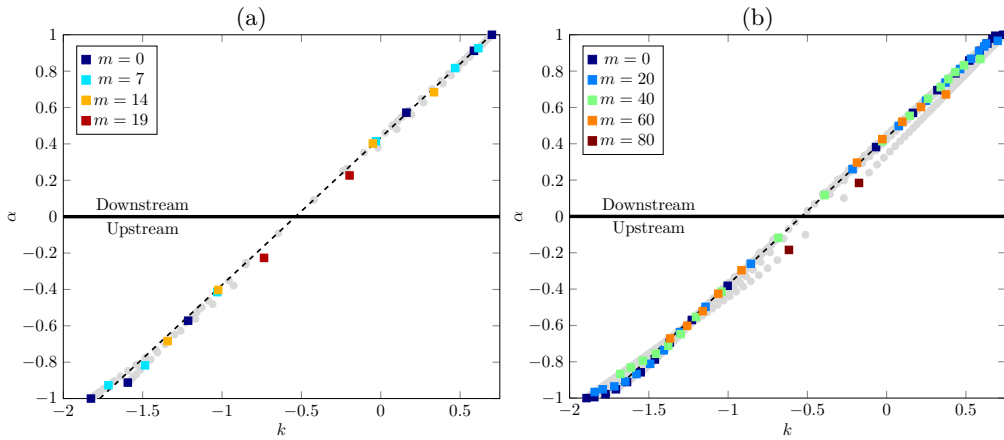 (a)
1
0.8
0.6
0.4
0.2
0
−0.2
−0.4
−0.6
−0.8
−1
α
m = 0
m = 7
m = 14
m = 19
Downstream
Upstream
−2
−1.5
−1
−0.5
0
0.5
k
(b)
1
0.8
0.6
0.4
0.2
0
−0.2
−0.4
−0.6
−0.8
−1
α
m = 0
m = 20
m = 40
m = 60
m = 80
Downstream
Upstream
−2
−1.5
−1
−0.5
0
0.5
k